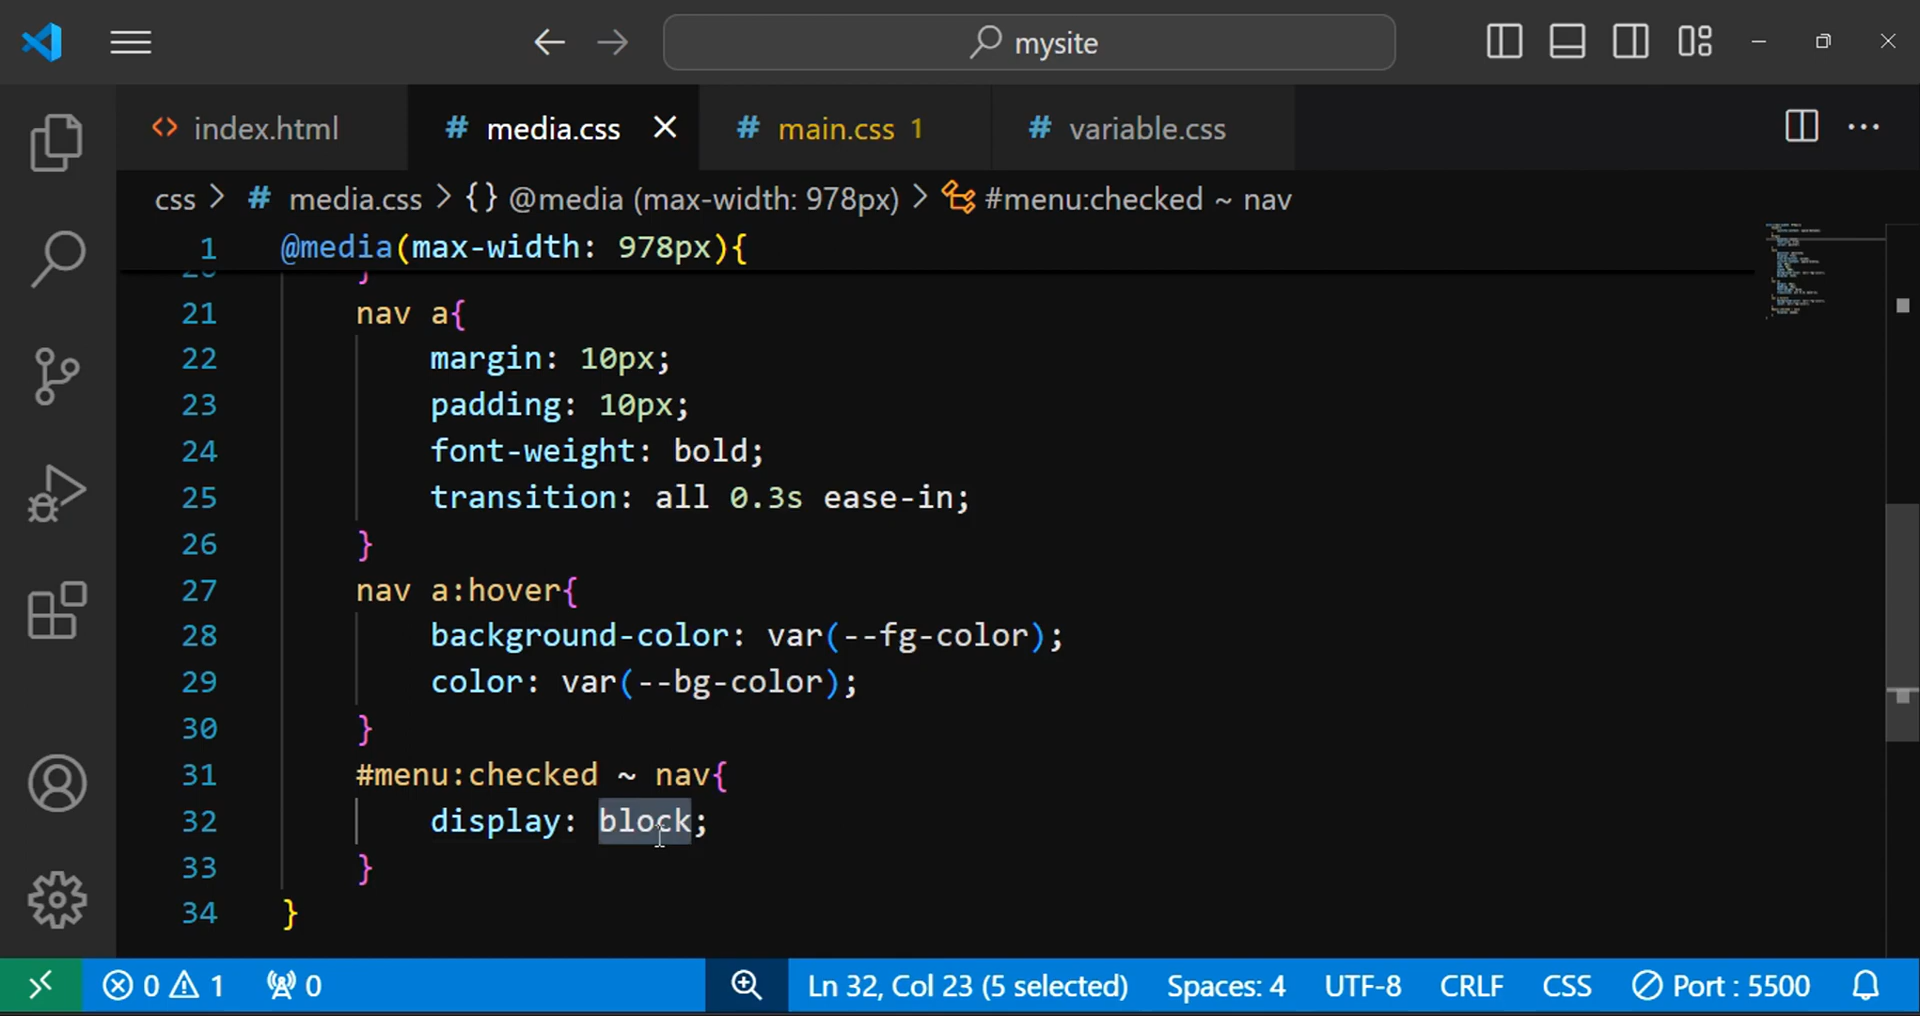 mysite
index.html
# media.css
# main.css 1
# variable.css
css > # media.css > {} @media (max-width: 978px) > #menu:checked ~ nav
1 @media(max-width: 978px){
21 nav a{
22 margin: 10px;
23 padding: 10px;
24 font-weight: bold;
25 transition: all 0.3s ease-in;
26 }
27 nav a:hover{
28 background-color: var(--fg-color);
29 color: var(--bg-color);
30 }
31 #menu:checked ~ nav{
32 display: block;
33 }
34 }
0 1 0 Ln 32, Col 23 (5 selected) Spaces: 4 UTF-8 CRLF CSS Port : 5500